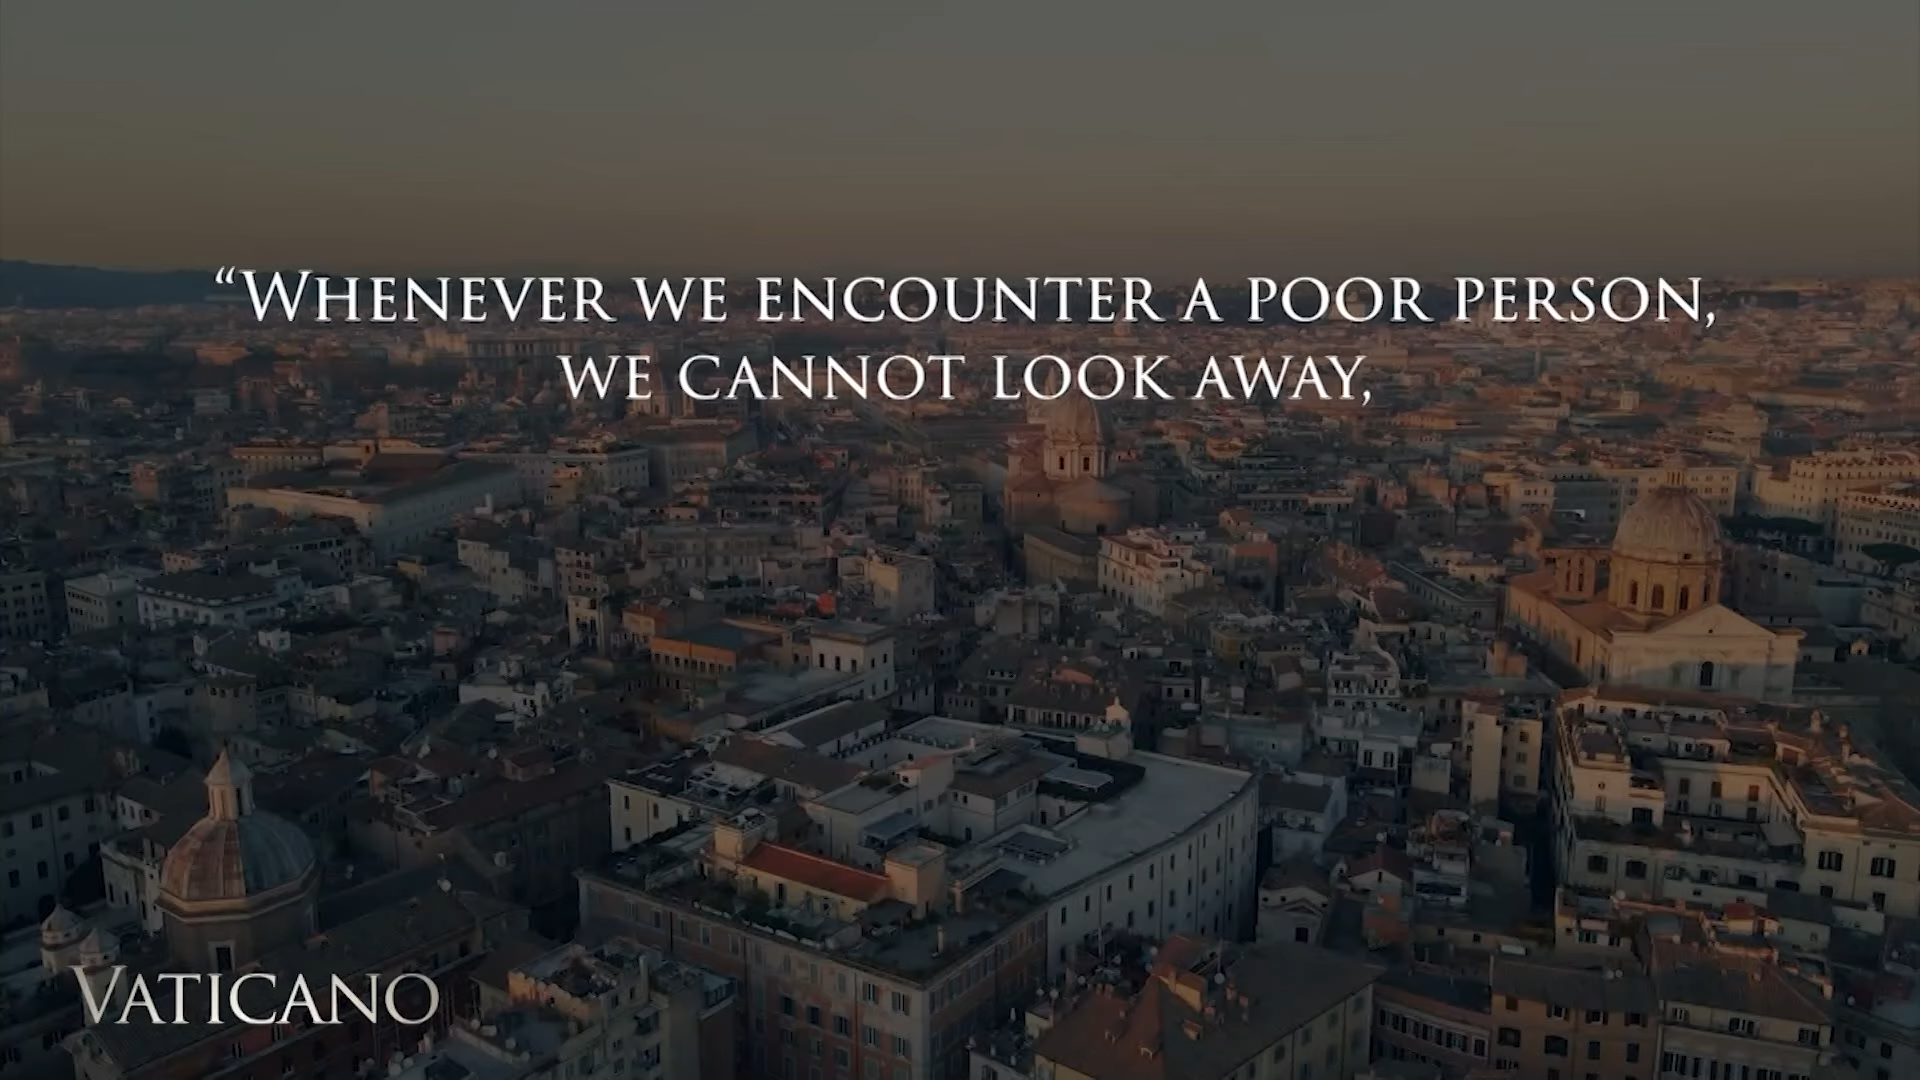 “WHENEVER WE ENCOUNTER A POOR PERSON,
WE CANNOT LOOK AWAY,
VATICANO